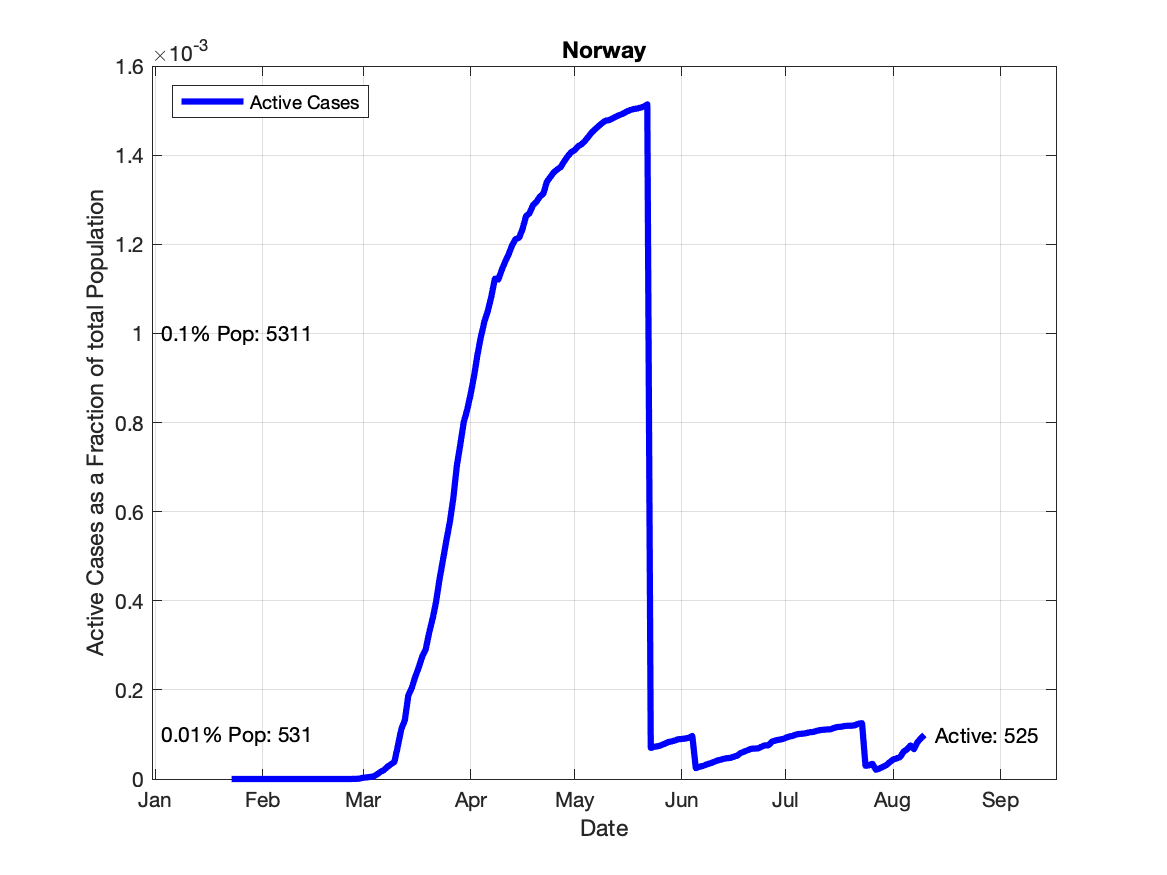 Norway
×10-3
1.6
1.4
1.2
1
0.8
0.6
0.4
0.2
0
Active Cases as a Fraction of total Population
Active Cases
0.1% Pop: 5311
0.01% Pop: 531
Active: 525
Jan Feb Mar Apr May Jun Jul Aug Sep
Date